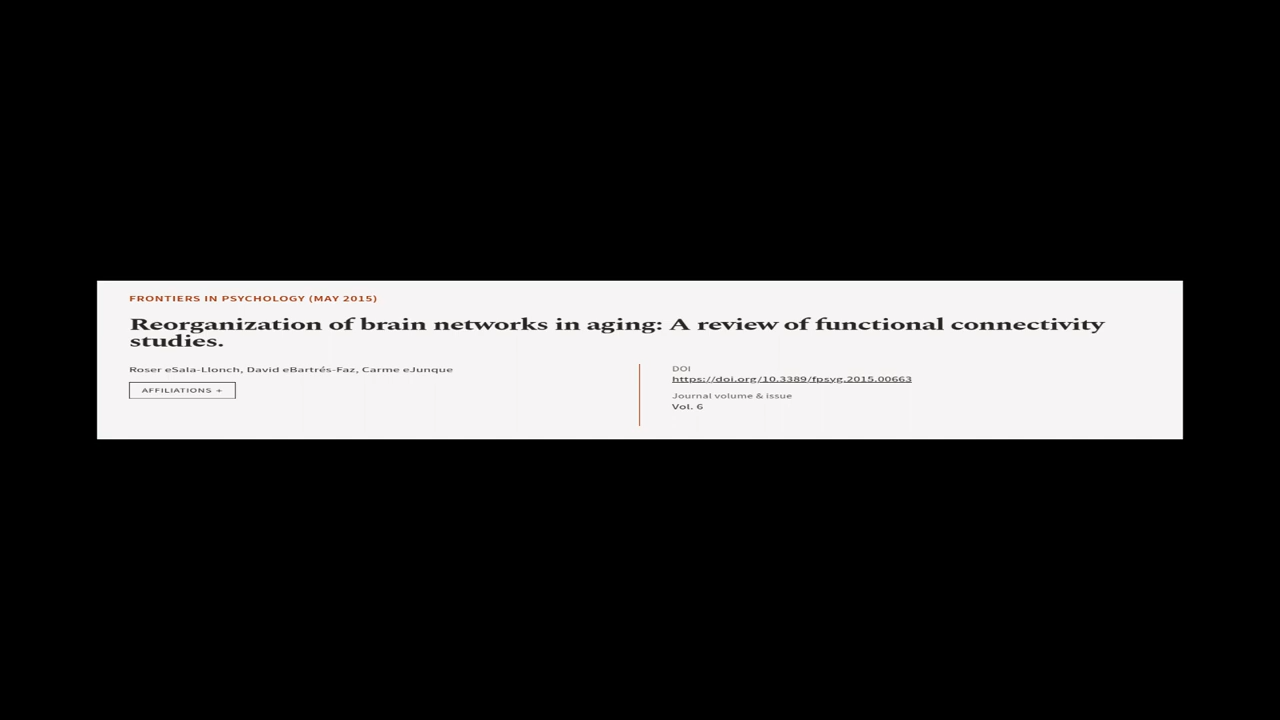 FRONTIERS IN PSYCHOLOGY (MAY 2015)
Reorganization of brain networks in aging: A review of functional connectivity
studies.
Roser eSala-Llonch, David eBartrés-Faz, Carme eJunque
AFFILIATIONS +
DOI
https://doi.org/10.3389/fpsyg.2015.00663
Journal volume & issue
Vol. 6